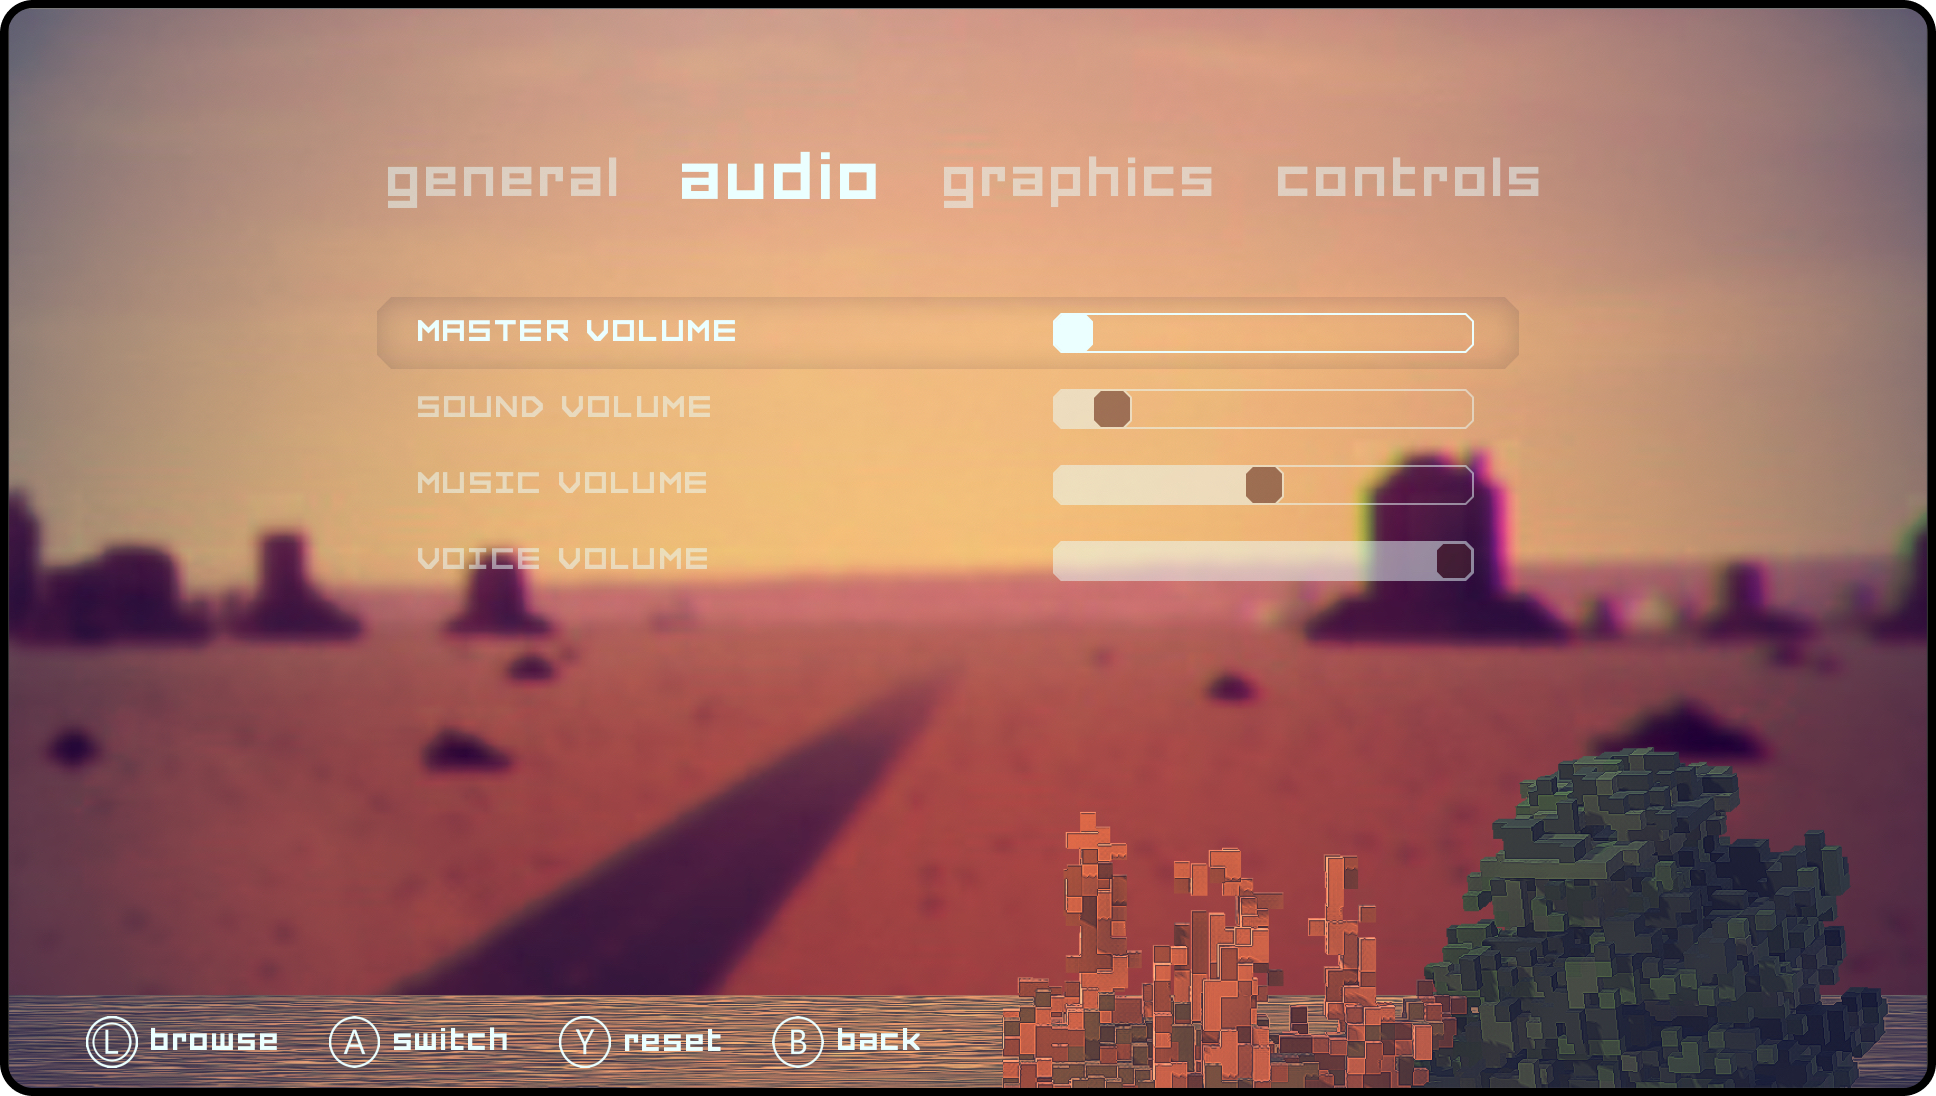 general audio graphics controls
MASTER VOLUME
SOUND VOLUME
MUSIC VOLUME
VOICE VOLUME
L browse A switch Y reset B back